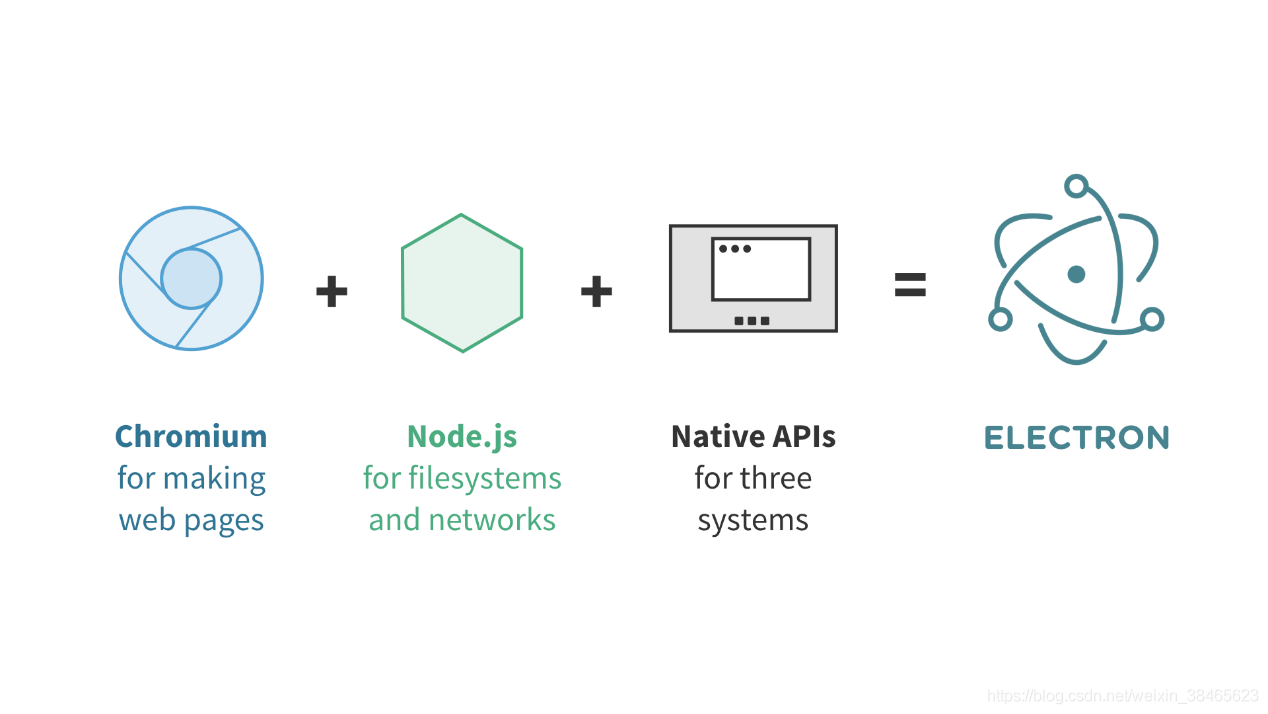 + + =
Chromium
for making
web pages
Node.js
for filesystems
and networks
Native APIs
for three
systems
ELECTRON
https://blog.csdn.net/weixin_38465623